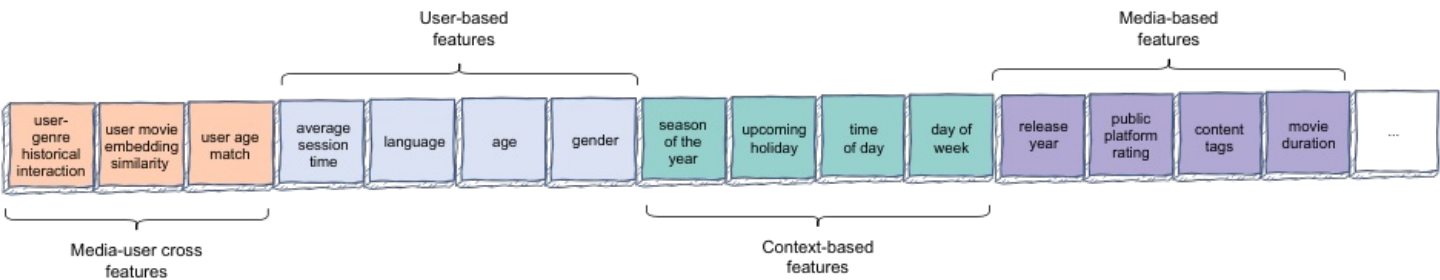 User-based
features
Media-based
features
user-
genre
historical
interaction
user movie
embedding
similarity
user age
match
average
session
time
language
age
gender
season
of the
year
upcoming
holiday
time
of day
day of
week
release
year
public
platform
rating
content
tags
movie
duration
...
Media-user cross
features
Context-based
features